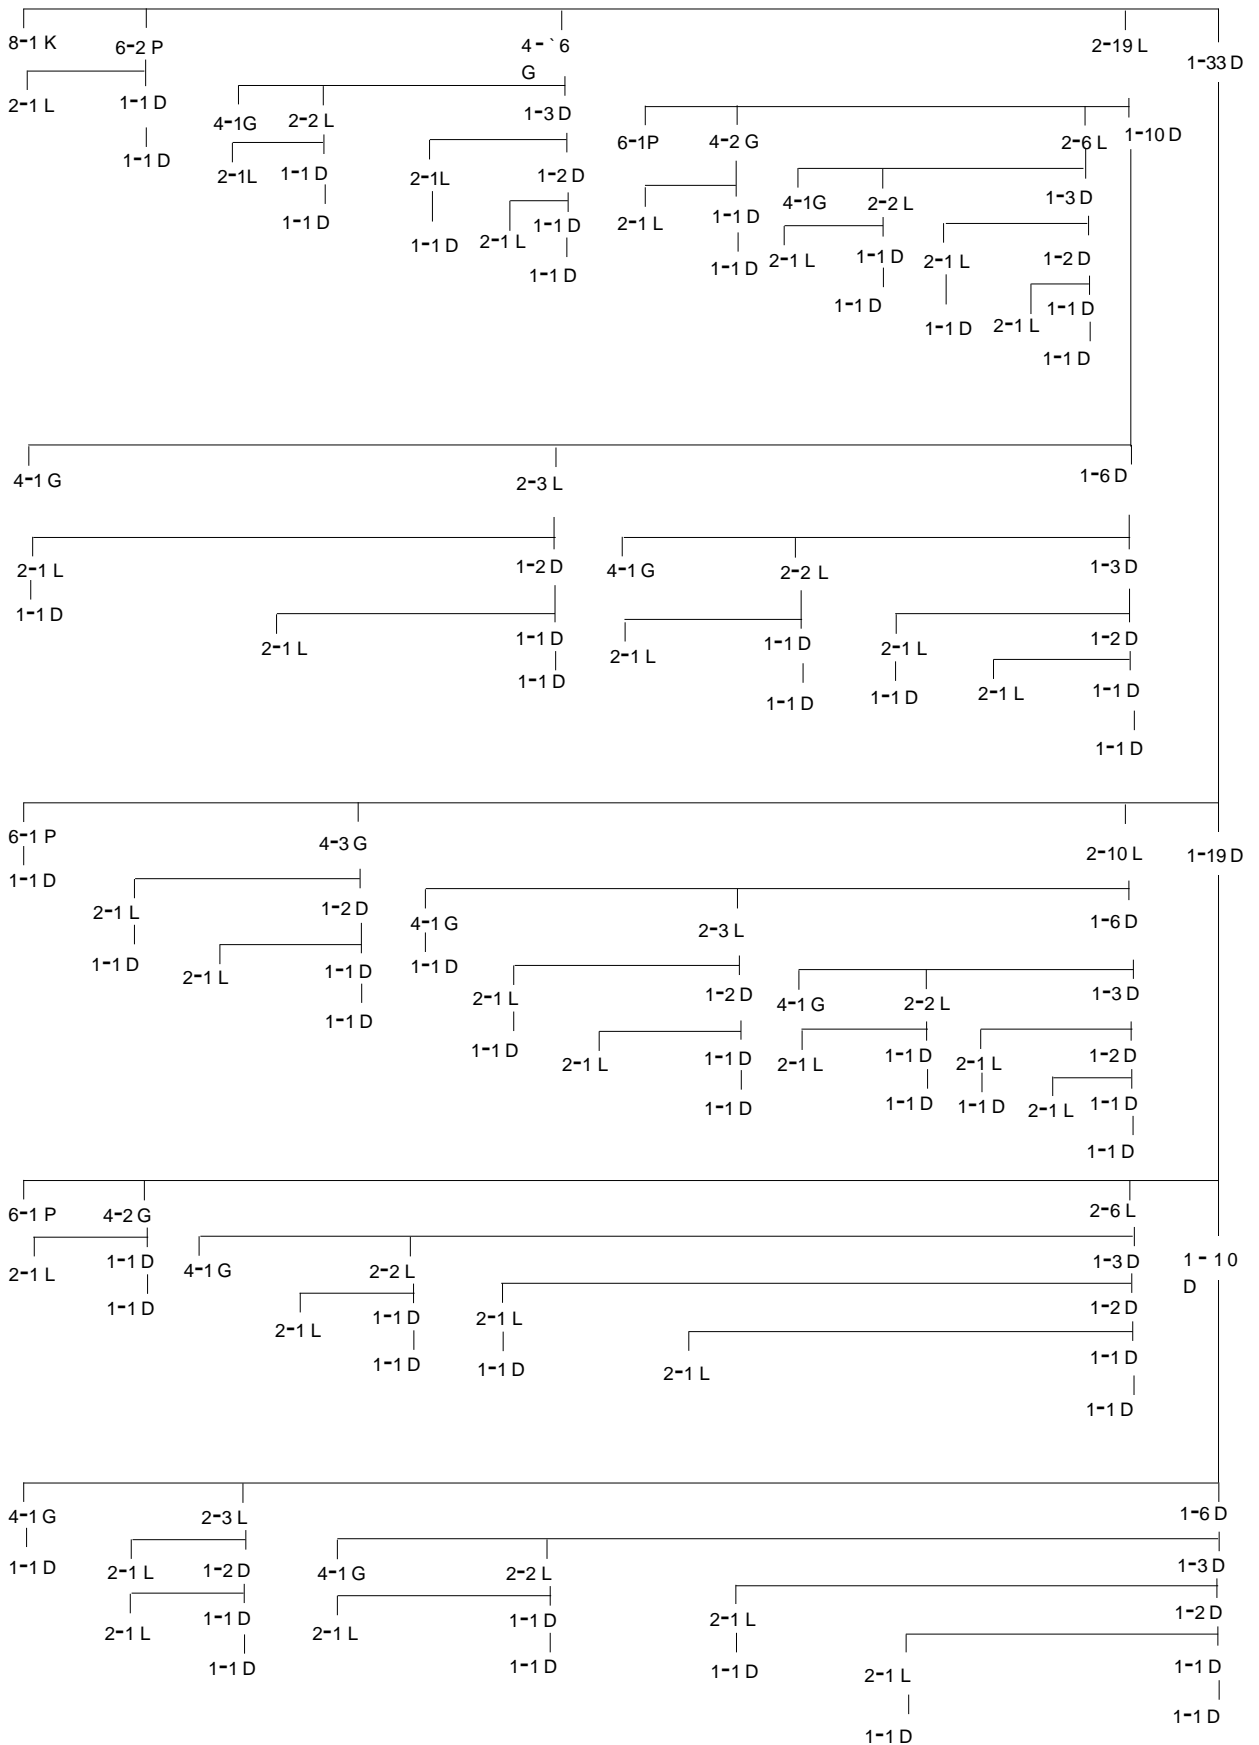 8-1 K 6-2 P 4-`6 G 2-19 L 1-33 D
2-1 L 1-1 D 4-1G 2-2 L 1-3 D 6-1P 4-2 G 2-6 L 1-10 D
1-1 D 2-1L 1-1 D 2-1L 1-2 D 2-1 L 1-1 D 4-1G 2-2 L 1-3 D
1-1 D 1-1 D 2-1 L 1-1 D 1-1 D 2-1 L 1-1 D 2-1 L 1-2 D
1-1 D 1-1 D 1-1 D 2-1 L 1-1 D
1-1 D
4-1 G 2-3 L 1-6 D
2-1 L 1-2 D 4-1 G 2-2 L 1-3 D
1-1 D 2-1 L 1-1 D 2-1 L 1-1 D 2-1 L 1-2 D
1-1 D 1-1 D 1-1 D 2-1 L 1-1 D
1-1 D
6-1 P 4-3 G 2-10 L 1-19 D
1-1 D 2-1 L 1-2 D 4-1 G 2-3 L 1-6 D
1-1 D 2-1 L 1-1 D 1-1 D 2-1 L 1-2 D 4-1 G 2-2 L 1-3 D
1-1 D 1-1 D 2-1 L 1-1 D 2-1 L 1-1 D 2-1 L 1-2 D
1-1 D 1-1 D 1-1 D 2-1 L 1-1 D
1-1 D
6-1 P 4-2 G 2-6 L
2-1 L 1-1 D 4-1 G 2-2 L 1-3 D 1-10
D
1-1 D 2-1 L 1-1 D 2-1 L 1-2 D
1-1 D 1-1 D 2-1 L 1-1 D
1-1 D
4-1 G 2-3 L 1-6 D
1-1 D 2-1 L 1-2 D 4-1 G 2-2 L 1-3 D
2-1 L 1-1 D 2-1 L 1-1 D 2-1 L 1-2 D
1-1 D 1-1 D 1-1 D 2-1 L 1-1 D
1-1 D 1-1 D